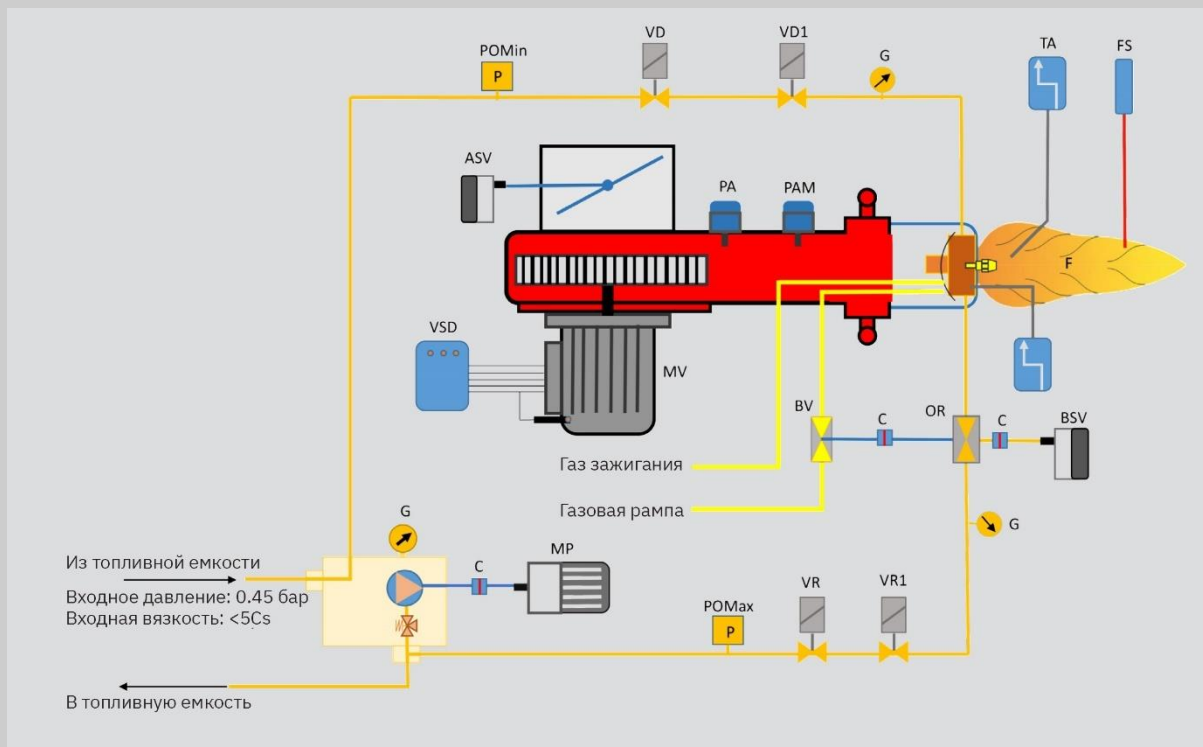 VD
VD1
TA
FS
POMin
G
P
ASV
PA
PAM
F
VSD
MV
BV
C
OR
C
BSV
Газ зажигания
Газовая рампа
G
G
Из топливной емкости
MP
C
Входное давление: 0.45 бар
VR
VR1
Входная вязкость: <5Cs
POMax
P
В топливную емкость